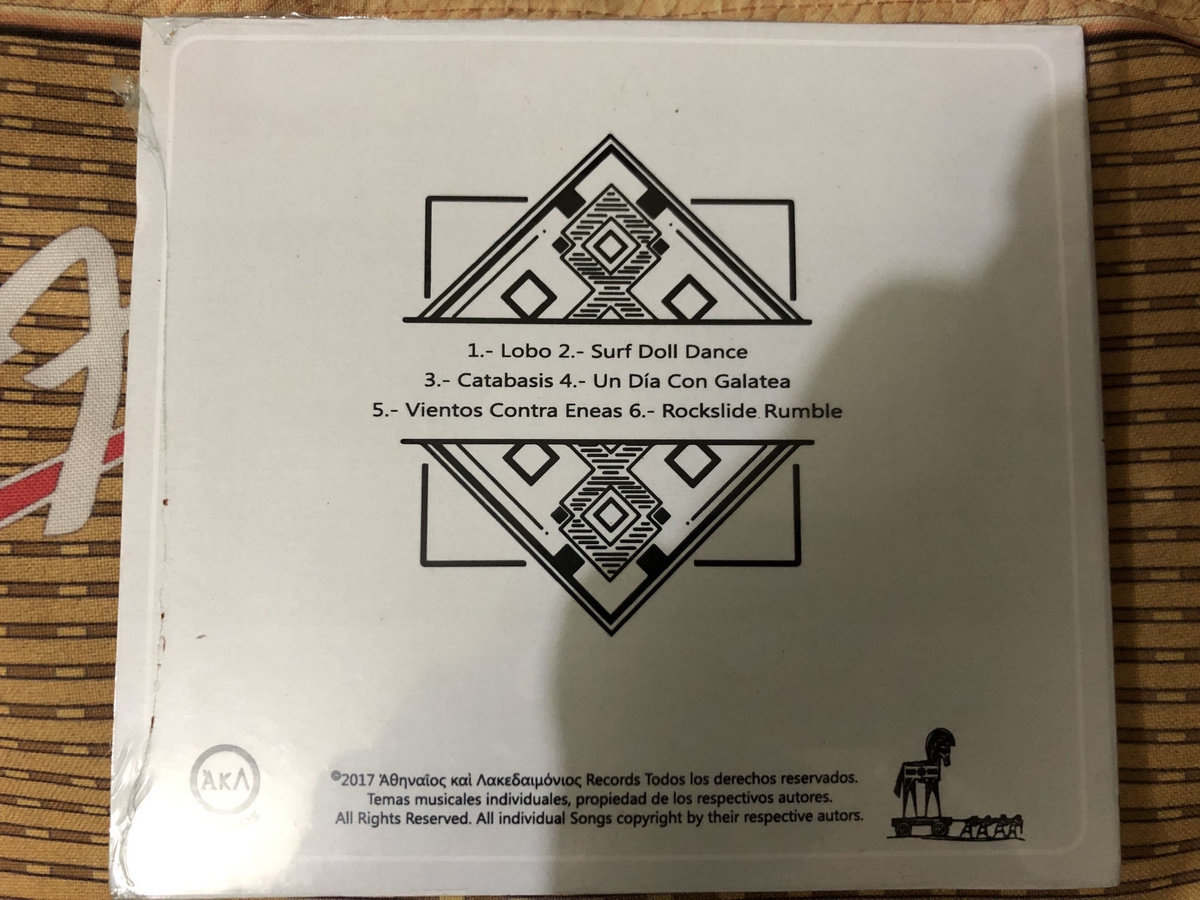 1.- Lobo 2.- Surf Doll Dance
3.- Catabasis 4.- Un Día Con Galatea
5.- Vientos Contra Eneas 6.- Rockslide Rumble
ἈΚΛ
©2017 Ἀθηναῖος καὶ Λακεδαιμόνιος Records Todos los derechos reservados.
Temas musicales individuales, propiedad de los respectivos autores.
All Rights Reserved. All individual Songs copyright by their respective autors.